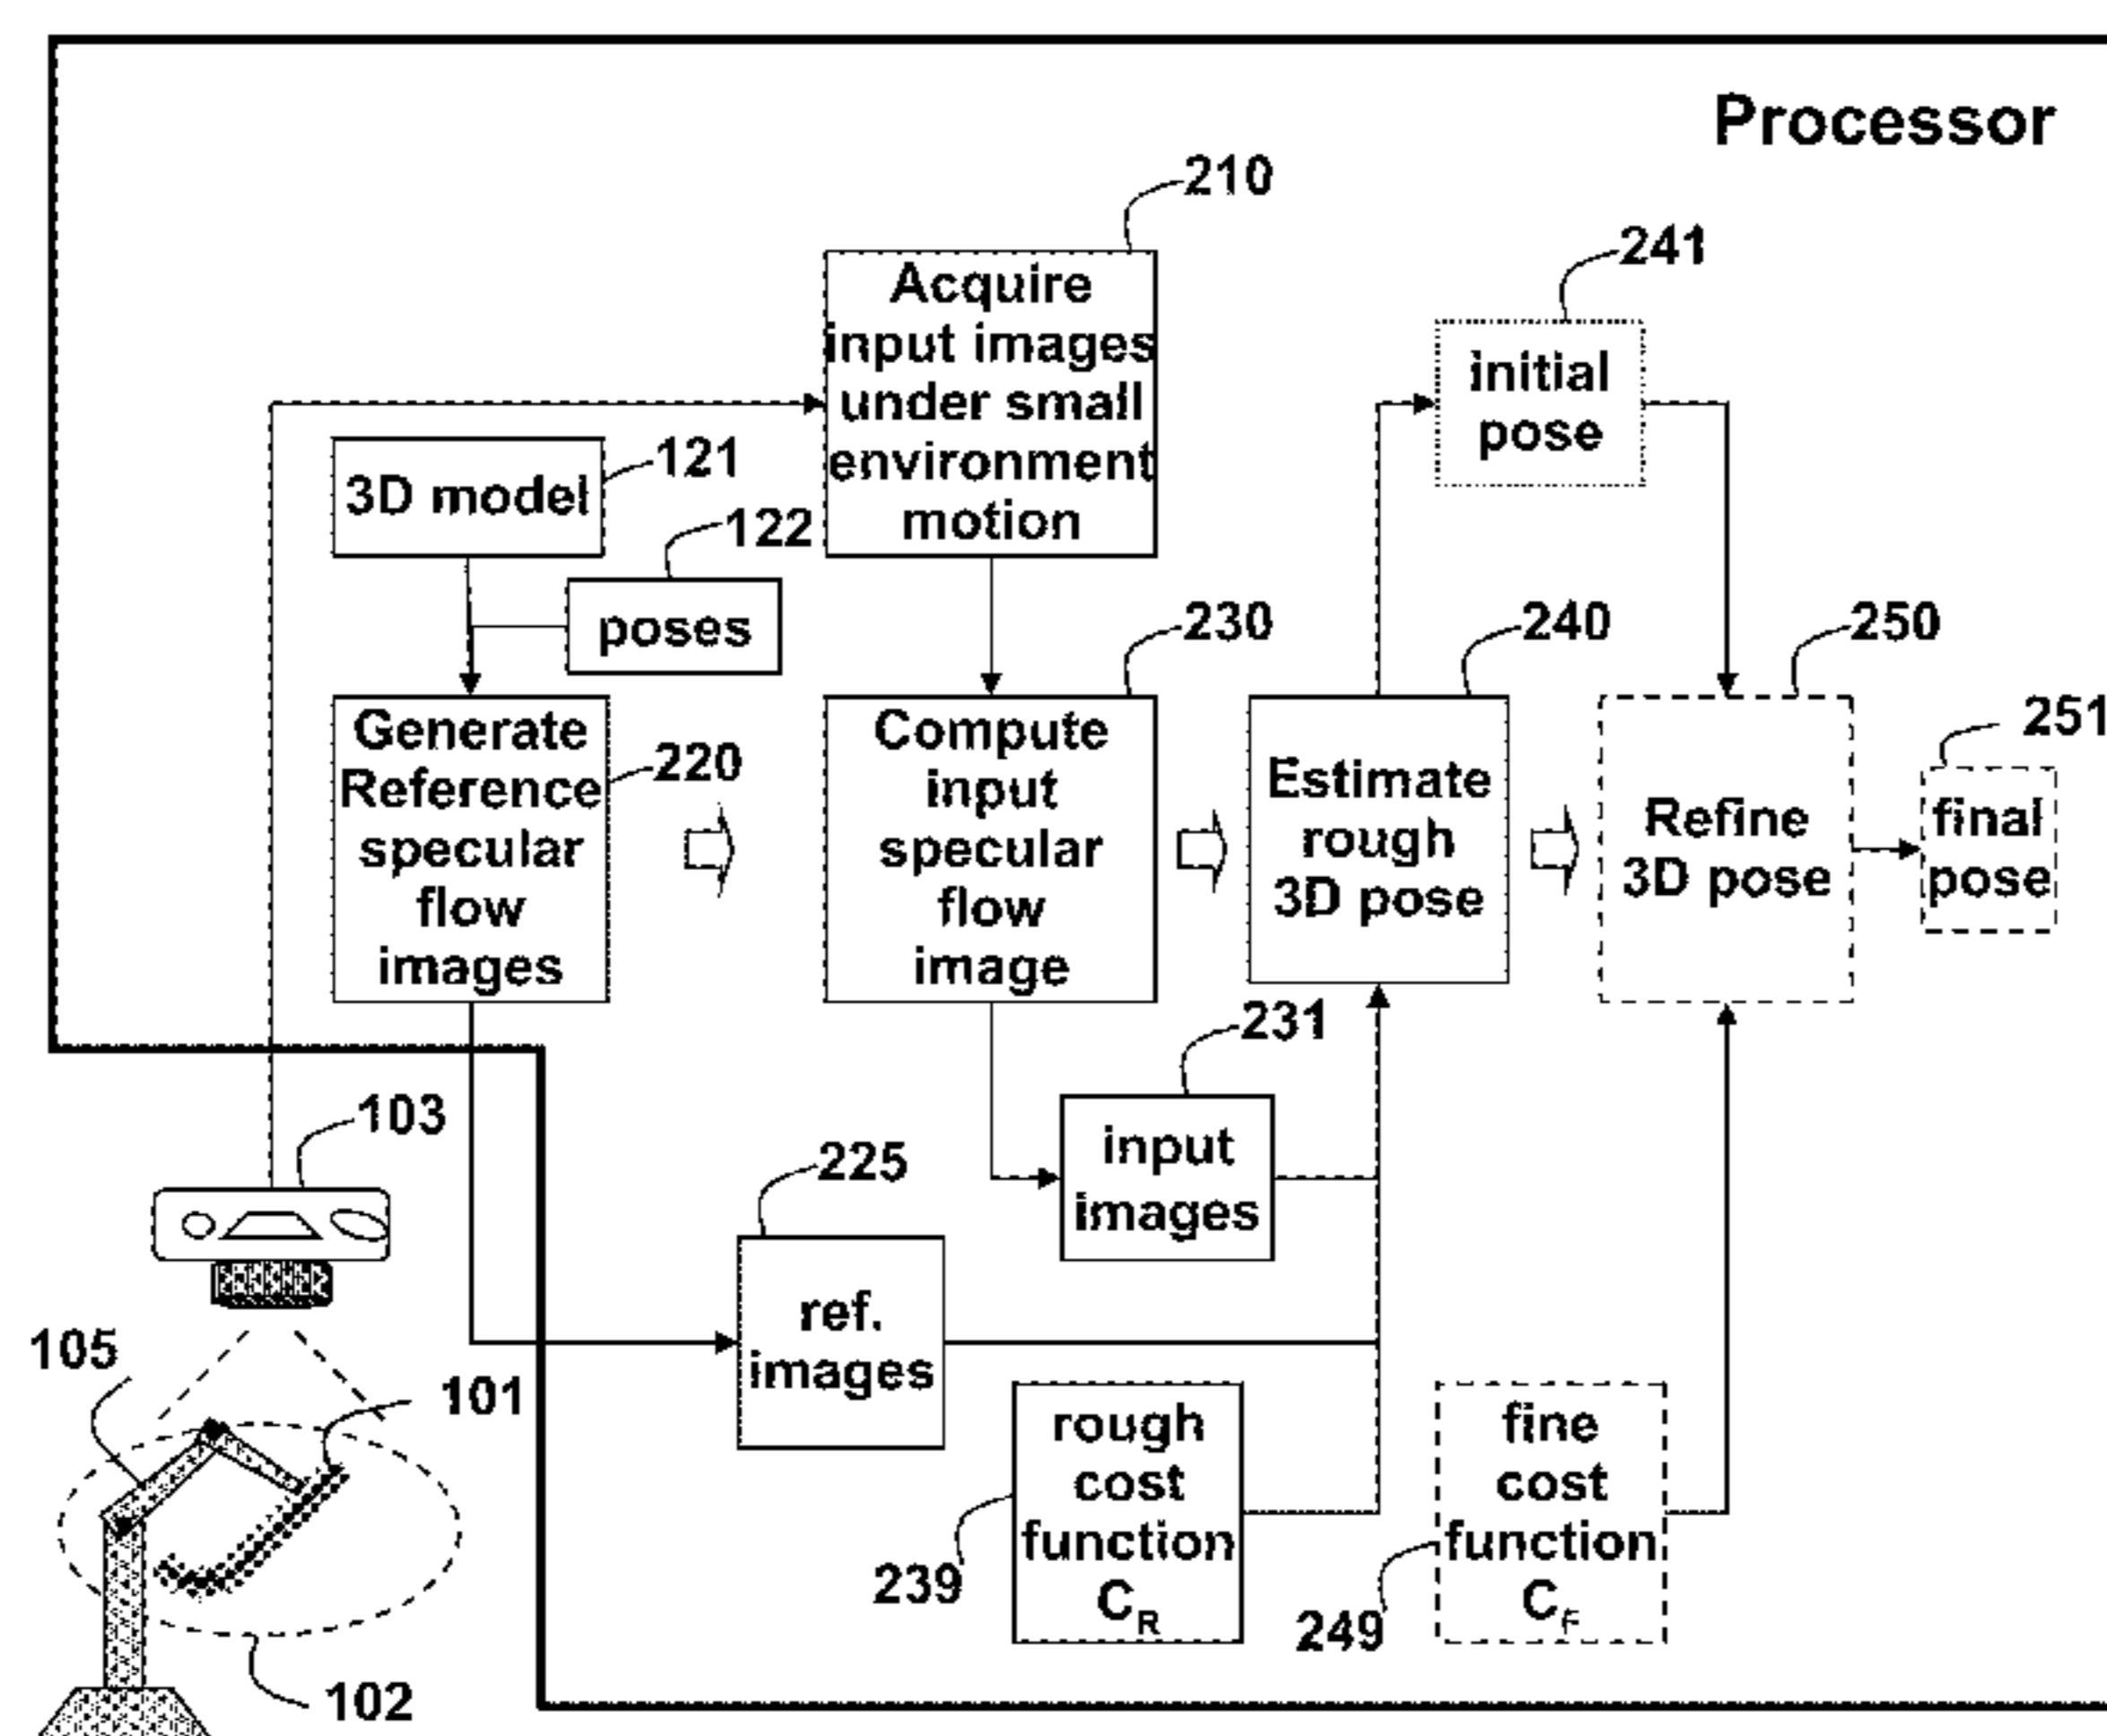 Processor
210
241
Acquire
input images
under small
environment
motion
initial
pose
121
3D model
122
poses
230
240
250
251
Generate
Reference
specular
flow
images
220
Compute
input
specular
flow
image
Estimate
rough
3D pose
Refine
3D pose
final
pose
231
103
225
input
images
ref.
images
105
101
rough
cost
function
CR
239
fine
cost
function
CF
249
102